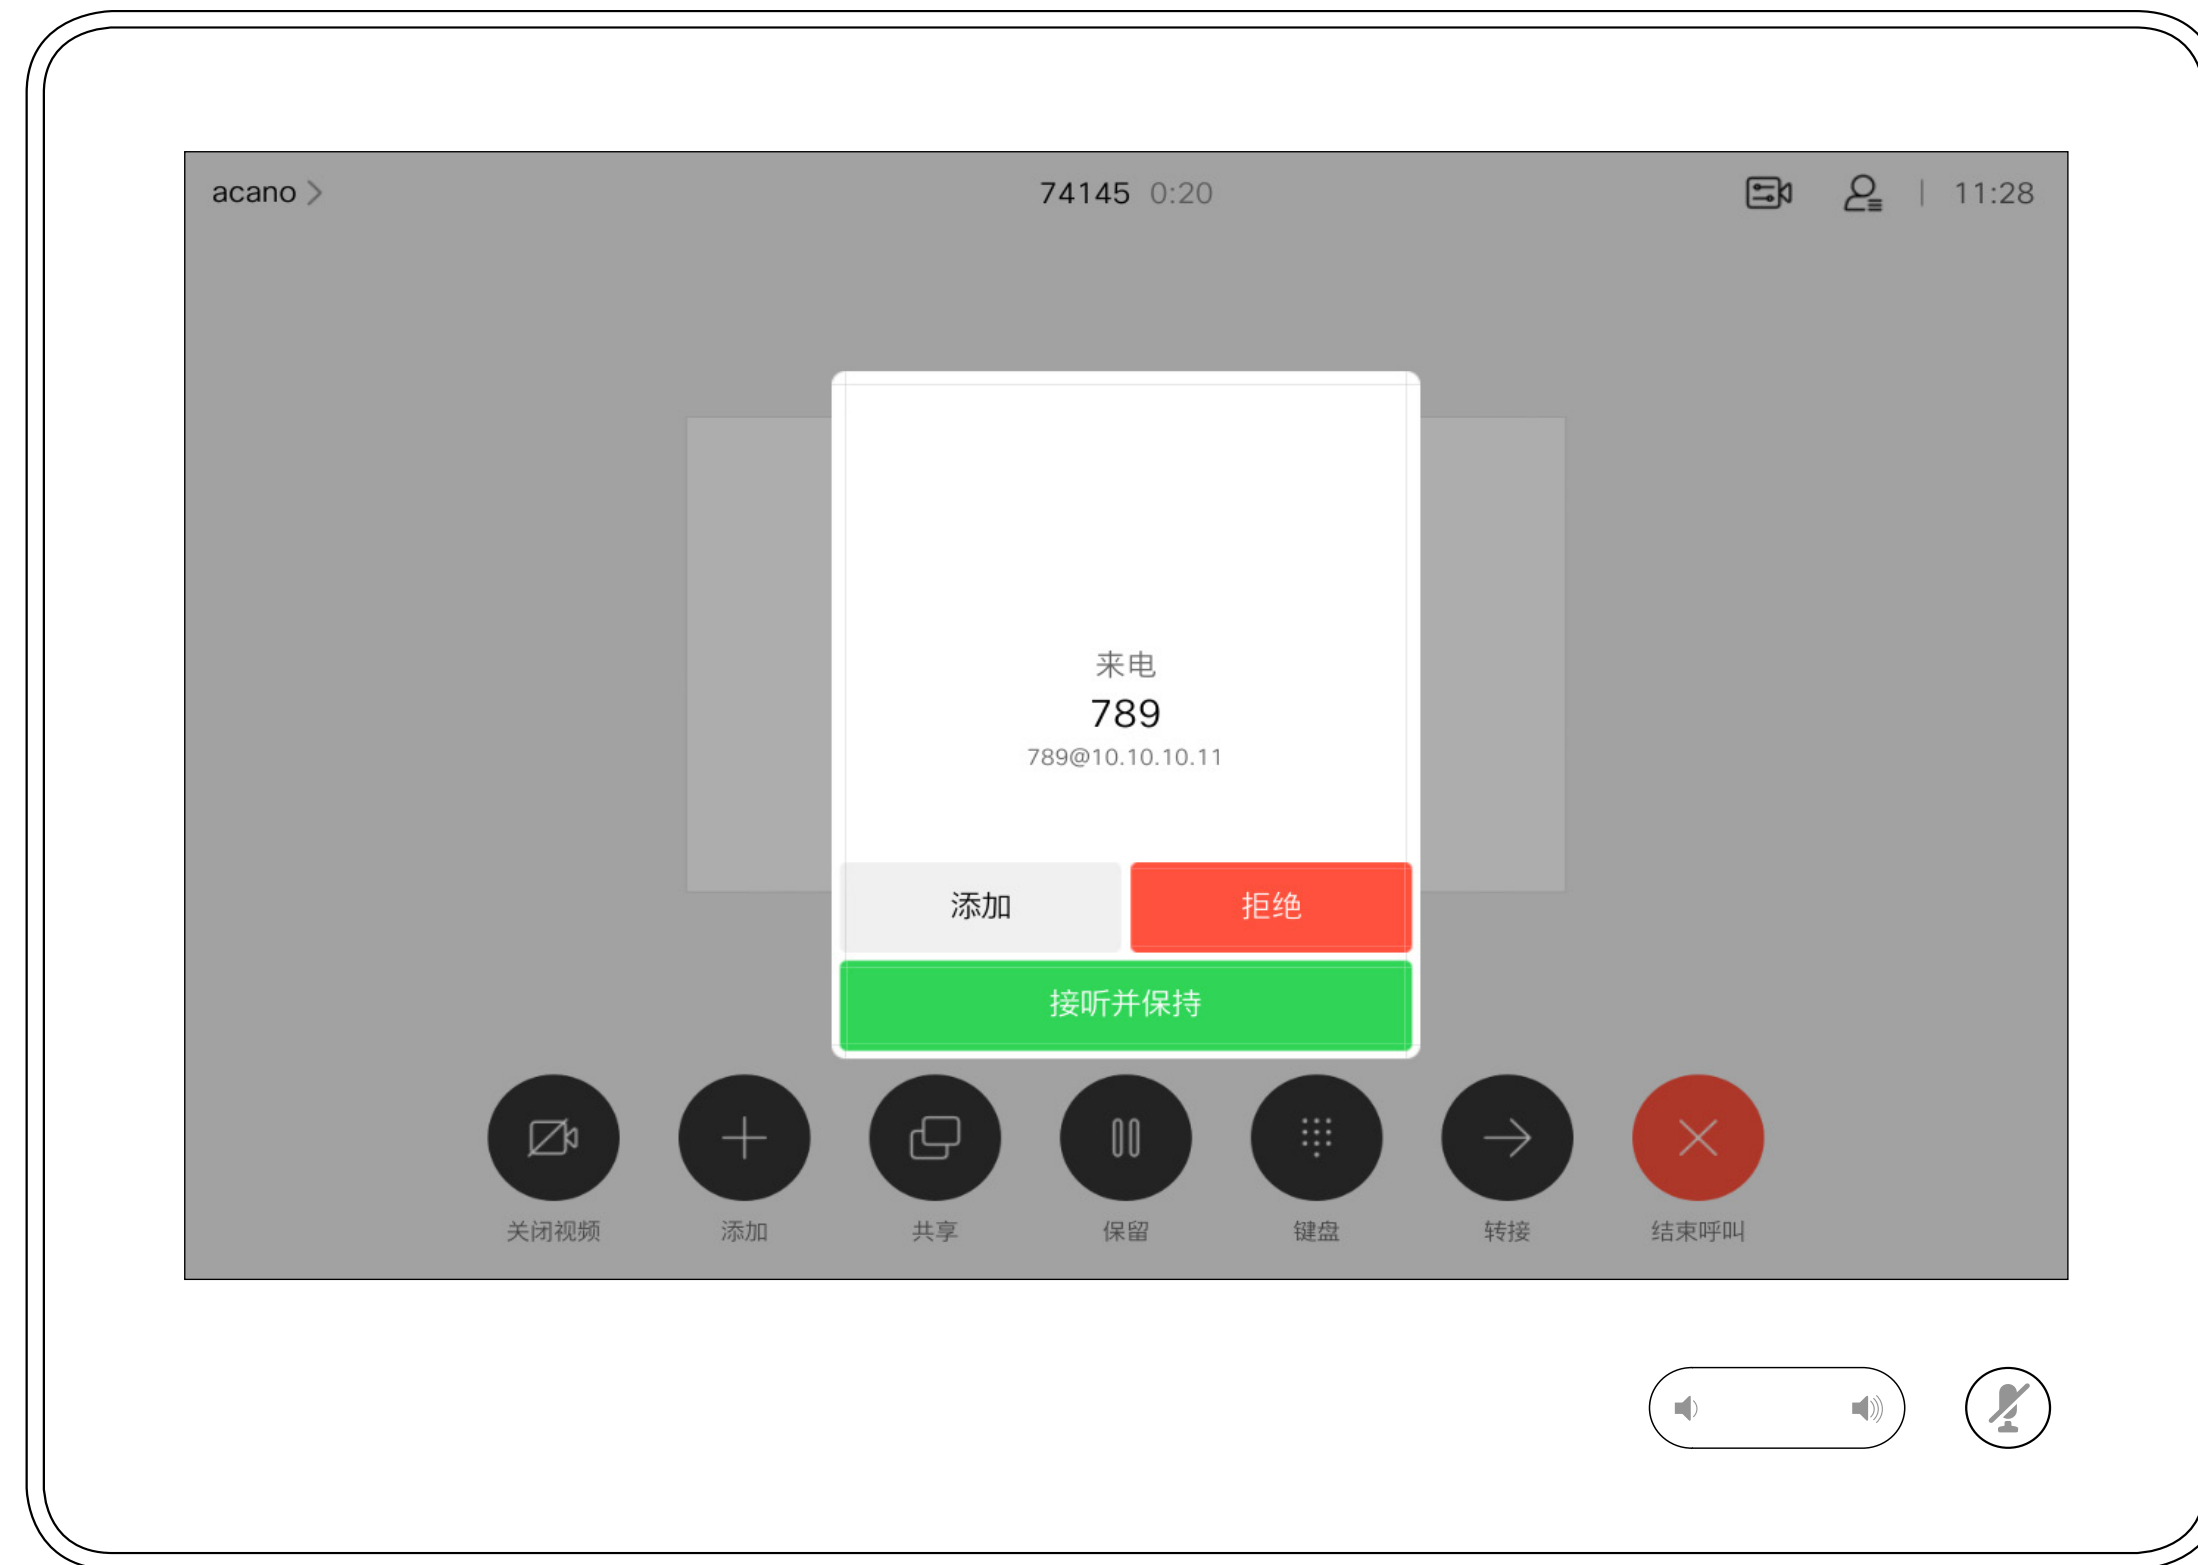 acano
74145 0:20
11:28
来电
789
789@10.10.10.11
添加 拒绝
接听并保持
关闭视频 添加 共享 保留 键盘 转接 结束呼叫